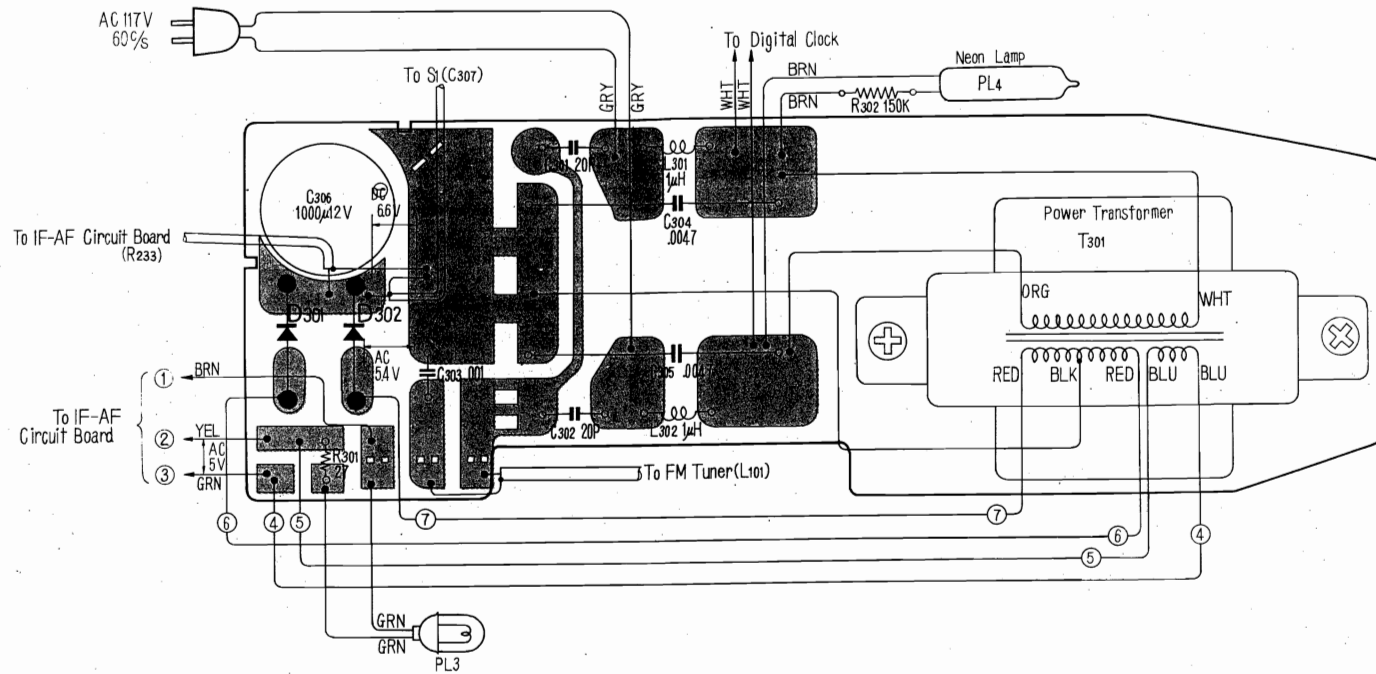 AC 117V
60 c/s
To S1 (C307)
To Digital Clock
GRY
GRY
WHT
WHT
BRN
BRN
R302 150K
Neon Lamp
PL4
C301 20P
L301
1μH
C304
.0047
C306
1000μ12V
DC
6.6V
To IF-AF Circuit Board
(R233)
D301
D302
AC
5.4V
C303 .001
C305 .0047
C302 20P
L302 1μH
Power Transformer
T301
ORG
WHT
RED
BLK
RED
BLU
BLU
To IF-AF
Circuit Board
① BRN
② YEL
AC
5V
③ GRN
R301
27
To FM Tuner (L101)
⑥
④
⑤
⑦
⑦
⑥
⑤
④
GRN
GRN
PL3